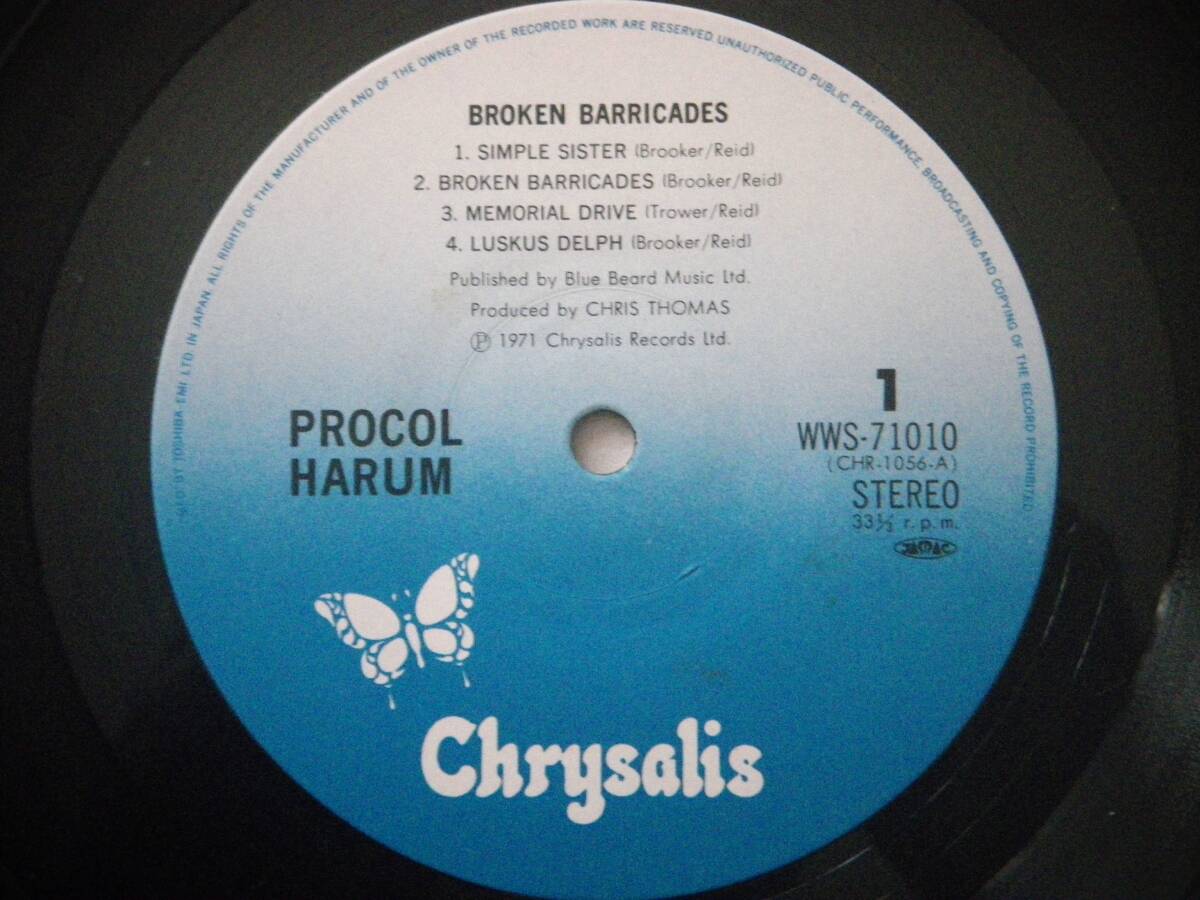 MFD BY TOSHIBA-EMI LTD. IN JAPAN. ALL RIGHTS OF THE MANUFACTURER AND OF THE OWNER OF THE RECORDED WORK ARE RESERVED. UNAUTHORIZED PUBLIC PERFORMANCE, BROADCASTING AND COPYING OF THE RECORD PROHIBITED
BROKEN BARRICADES
1. SIMPLE SISTER (Brooker/Reid)
2. BROKEN BARRICADES (Brooker/Reid)
3. MEMORIAL DRIVE (Trower/Reid)
4. LUSKUS DELPH (Brooker/Reid)
Published by Blue Beard Music Ltd.
Produced by CHRIS THOMAS
Ⓟ 1971 Chrysalis Records Ltd.
PROCOL
HARUM
1
WWS-71010
(CHR-1056-A)
STEREO
33⅓ r.p.m.
JASRAC
Chrysalis